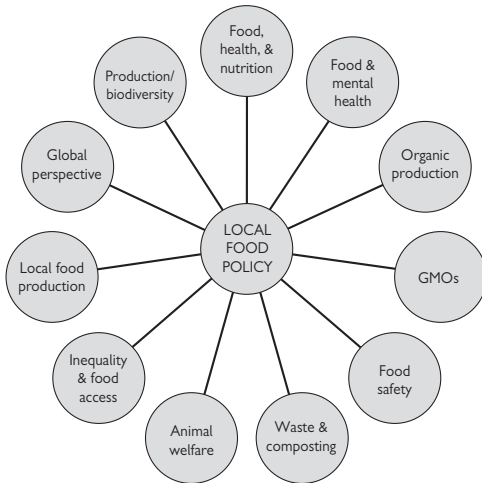 Food,
health, &
nutrition
Food &
mental
health
Organic
production
GMOs
Food
safety
Waste &
composting
Animal
welfare
Inequality
& food
access
Local food
production
Global
perspective
Production/
biodiversity
LOCAL
FOOD
POLICY